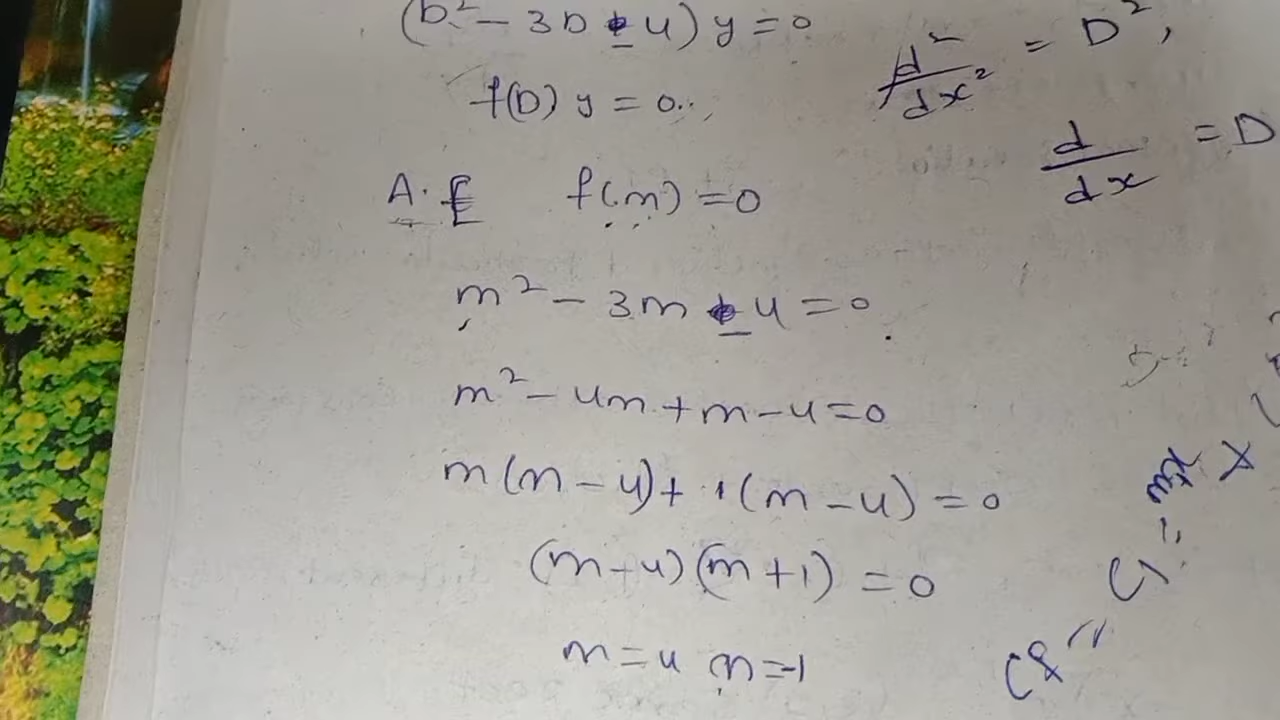 (D² - 3D - 4) y = 0
d²/dx² = D²,
f(D) y = 0
d/dx = D
A.E f(m) = 0
m² - 3m - 4 = 0
m² - 4m + m - 4 = 0
m(m - 4) + 1(m - 4) = 0
(m - 4)(m + 1) = 0
m = 4 m = -1